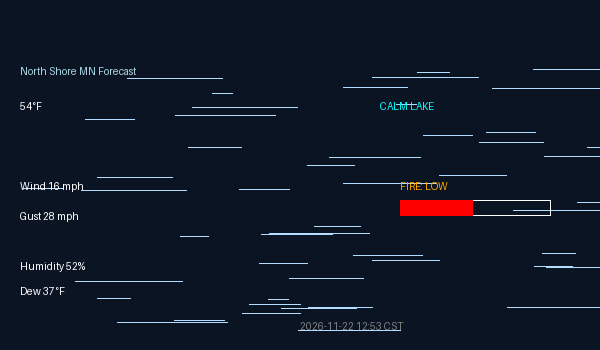 North Shore MN Forecast
54°F
CALM LAKE
Wind 16 mph
FIRE LOW
Gust 28 mph
Humidity 52%
Dew 37°F
2026-11-22 12:53 CST